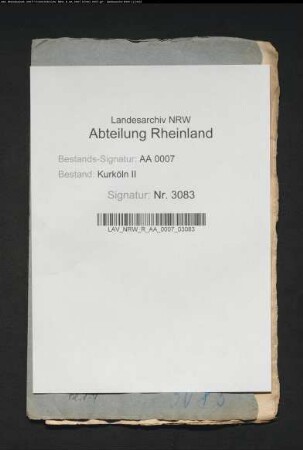 Landesarchiv NRW
Abteilung Rheinland
Bestands-Signatur: AA 0007
Bestand: Kurköln II
Signatur: Nr. 3083
LAV_NRW_R_AA_0007_03083